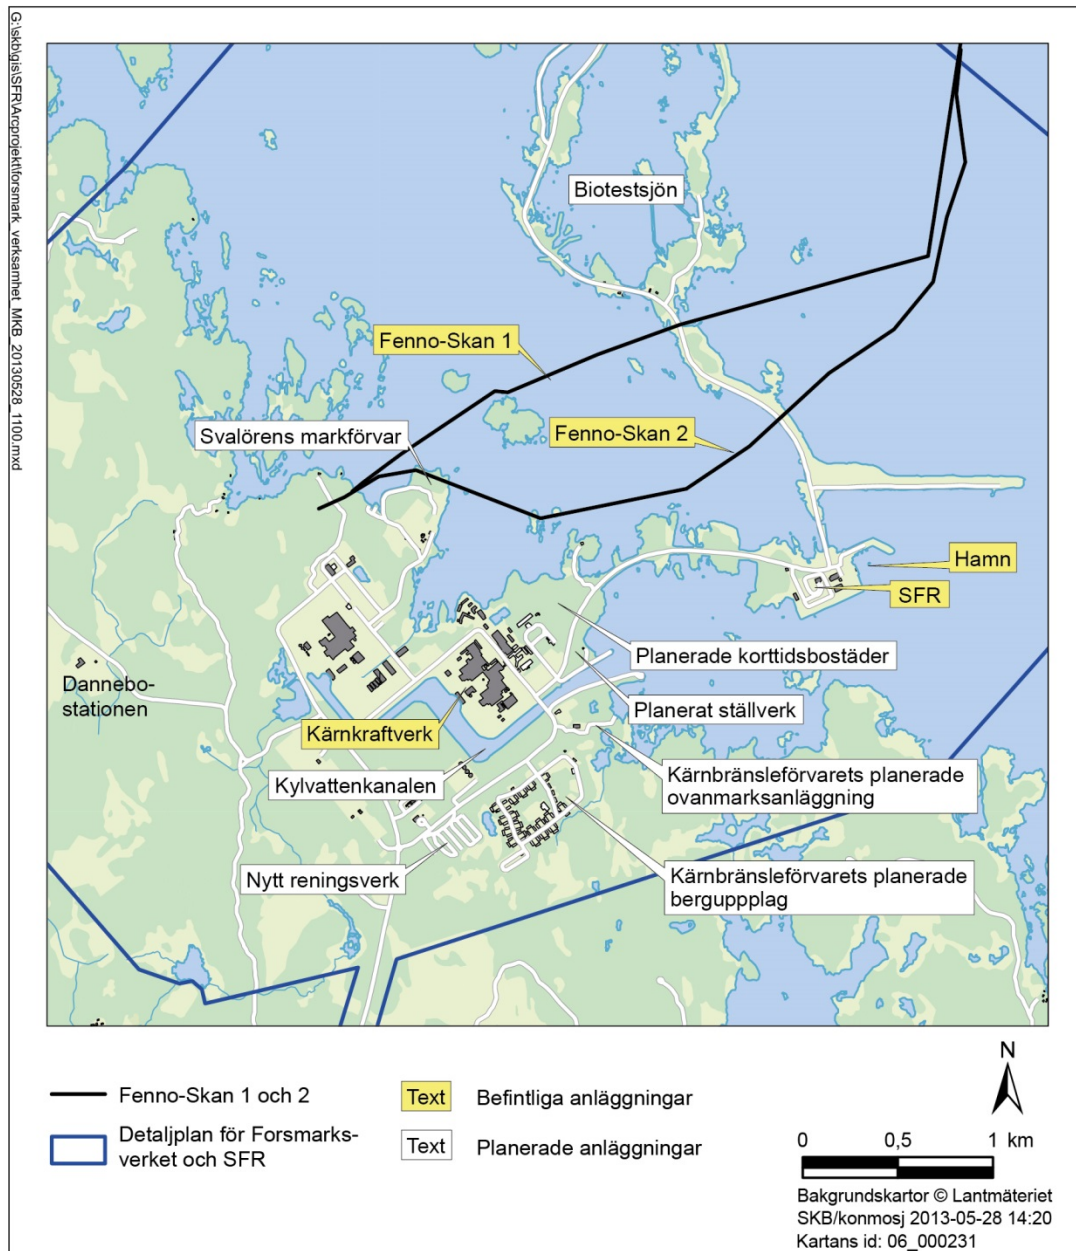 G:\skb\gis\SFR\Arcprojekt\forsmark_verksamhet_MKB_20130528_1100.mxd
Biotestsjön
Fenno-Skan 1
Svalörens markförvar
Fenno-Skan 2
Hamn
SFR
Planerade korttidsbostäder
Dannebo-
stationen
Planerat ställverk
Kärnkraftverk
Kylvattenkanalen
Kärnbränsleförvarets planerade
ovanmarksanläggning
Nytt reningsverk
Kärnbränsleförvarets planerade
berguppplag
N
Fenno-Skan 1 och 2
Text Befintliga anläggningar
Detaljplan för Forsmarks-
verket och SFR
Text Planerade anläggningar
0 0,5 1 km
Bakgrundskartor © Lantmäteriet
SKB/konmosj 2013-05-28 14:20
Kartans id: 06_000231